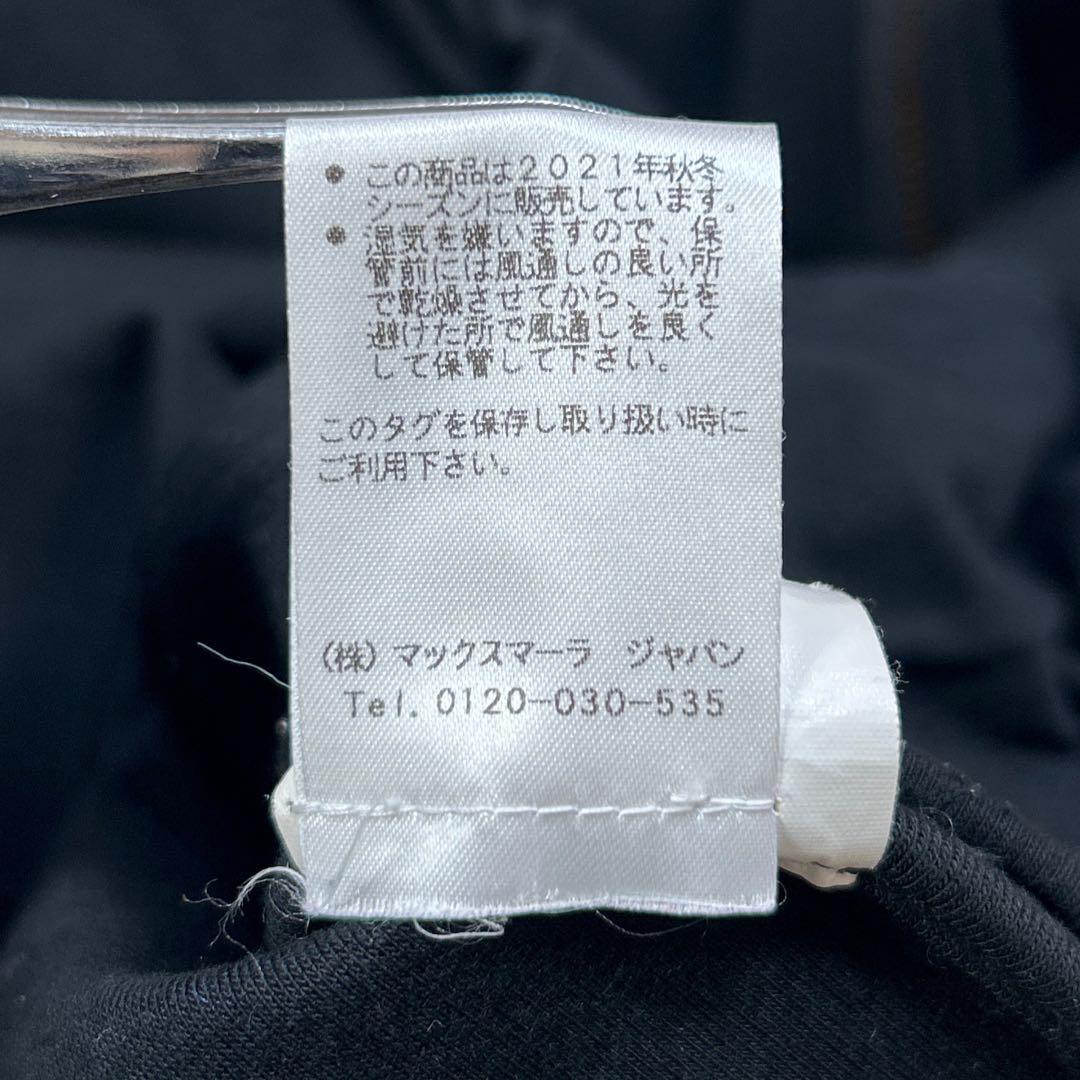 ● この商品は2021年秋冬
シーズンに販売しています。
● 湿気を嫌いますので、保
管前には風通しの良い所
で乾燥させてから、光を
避けた所で風通しを良く
して保管して下さい。
このタグを保存し取り扱い時に
ご利用下さい。
(株) マックスマーラ ジャパン
Tel. 0120-030-535